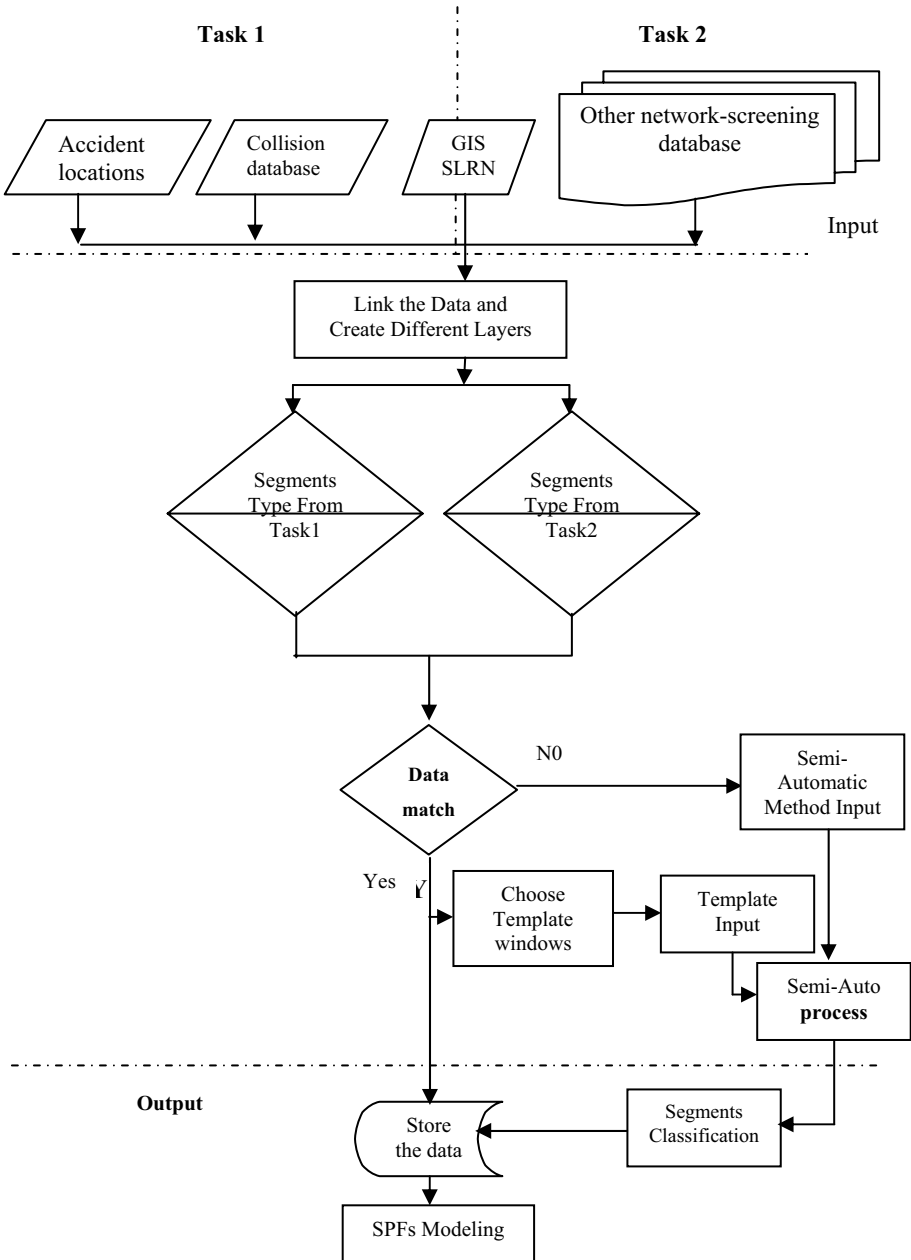 Task 1
Task 2
Accident
locations
Collision
database
GIS
SLRN
Other network-screening
database
Input
Link the Data and
Create Different Layers
Segments
Type From
Task1
Segments
Type From
Task2
Data
match
N0
Semi-
Automatic
Method Input
Yes
Y
Choose
Template
windows
Template
Input
Semi-Auto
process
Output
Store
the data
Segments
Classification
SPFs Modeling